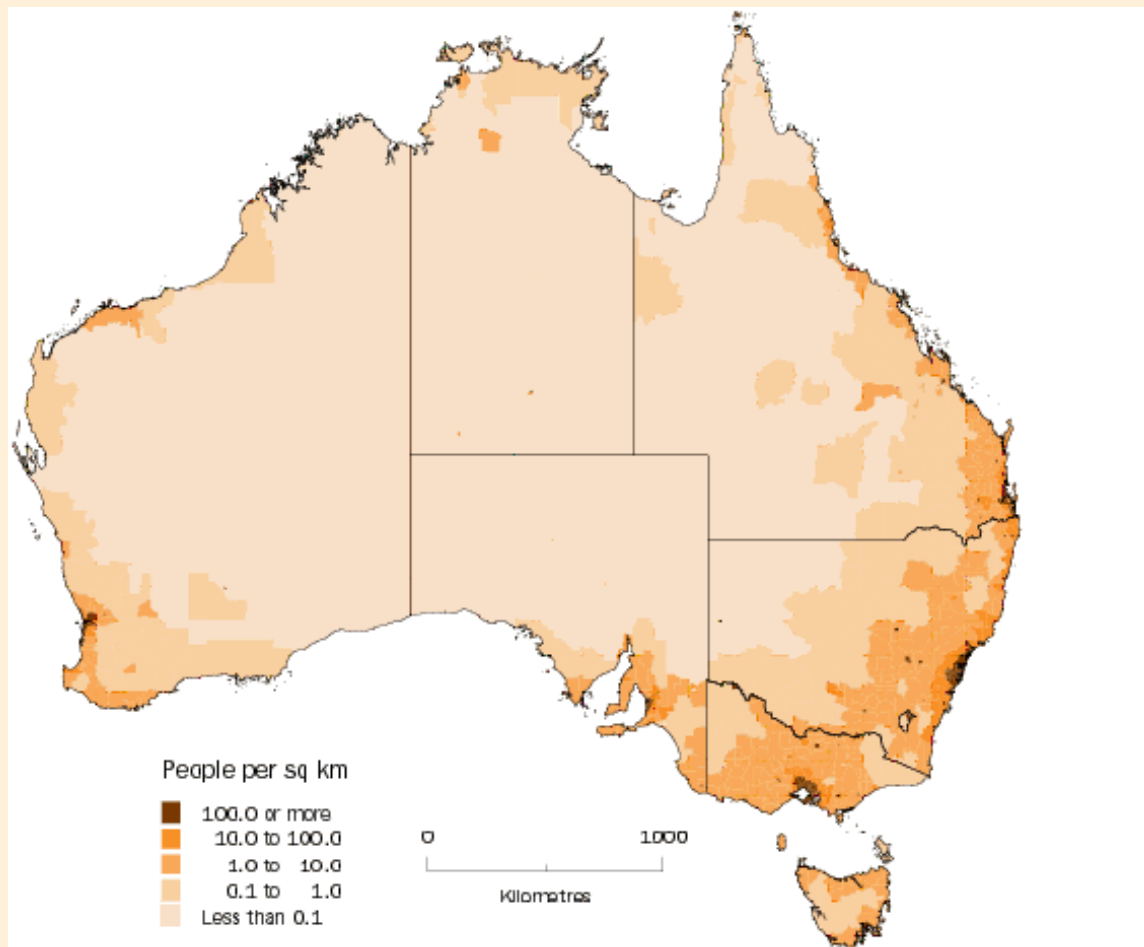 People per sq km
100.0 or more
10.0 to 100.0
1.0 to 10.0
0.1 to 1.0
Less than 0.1
0 1000
Kilometres